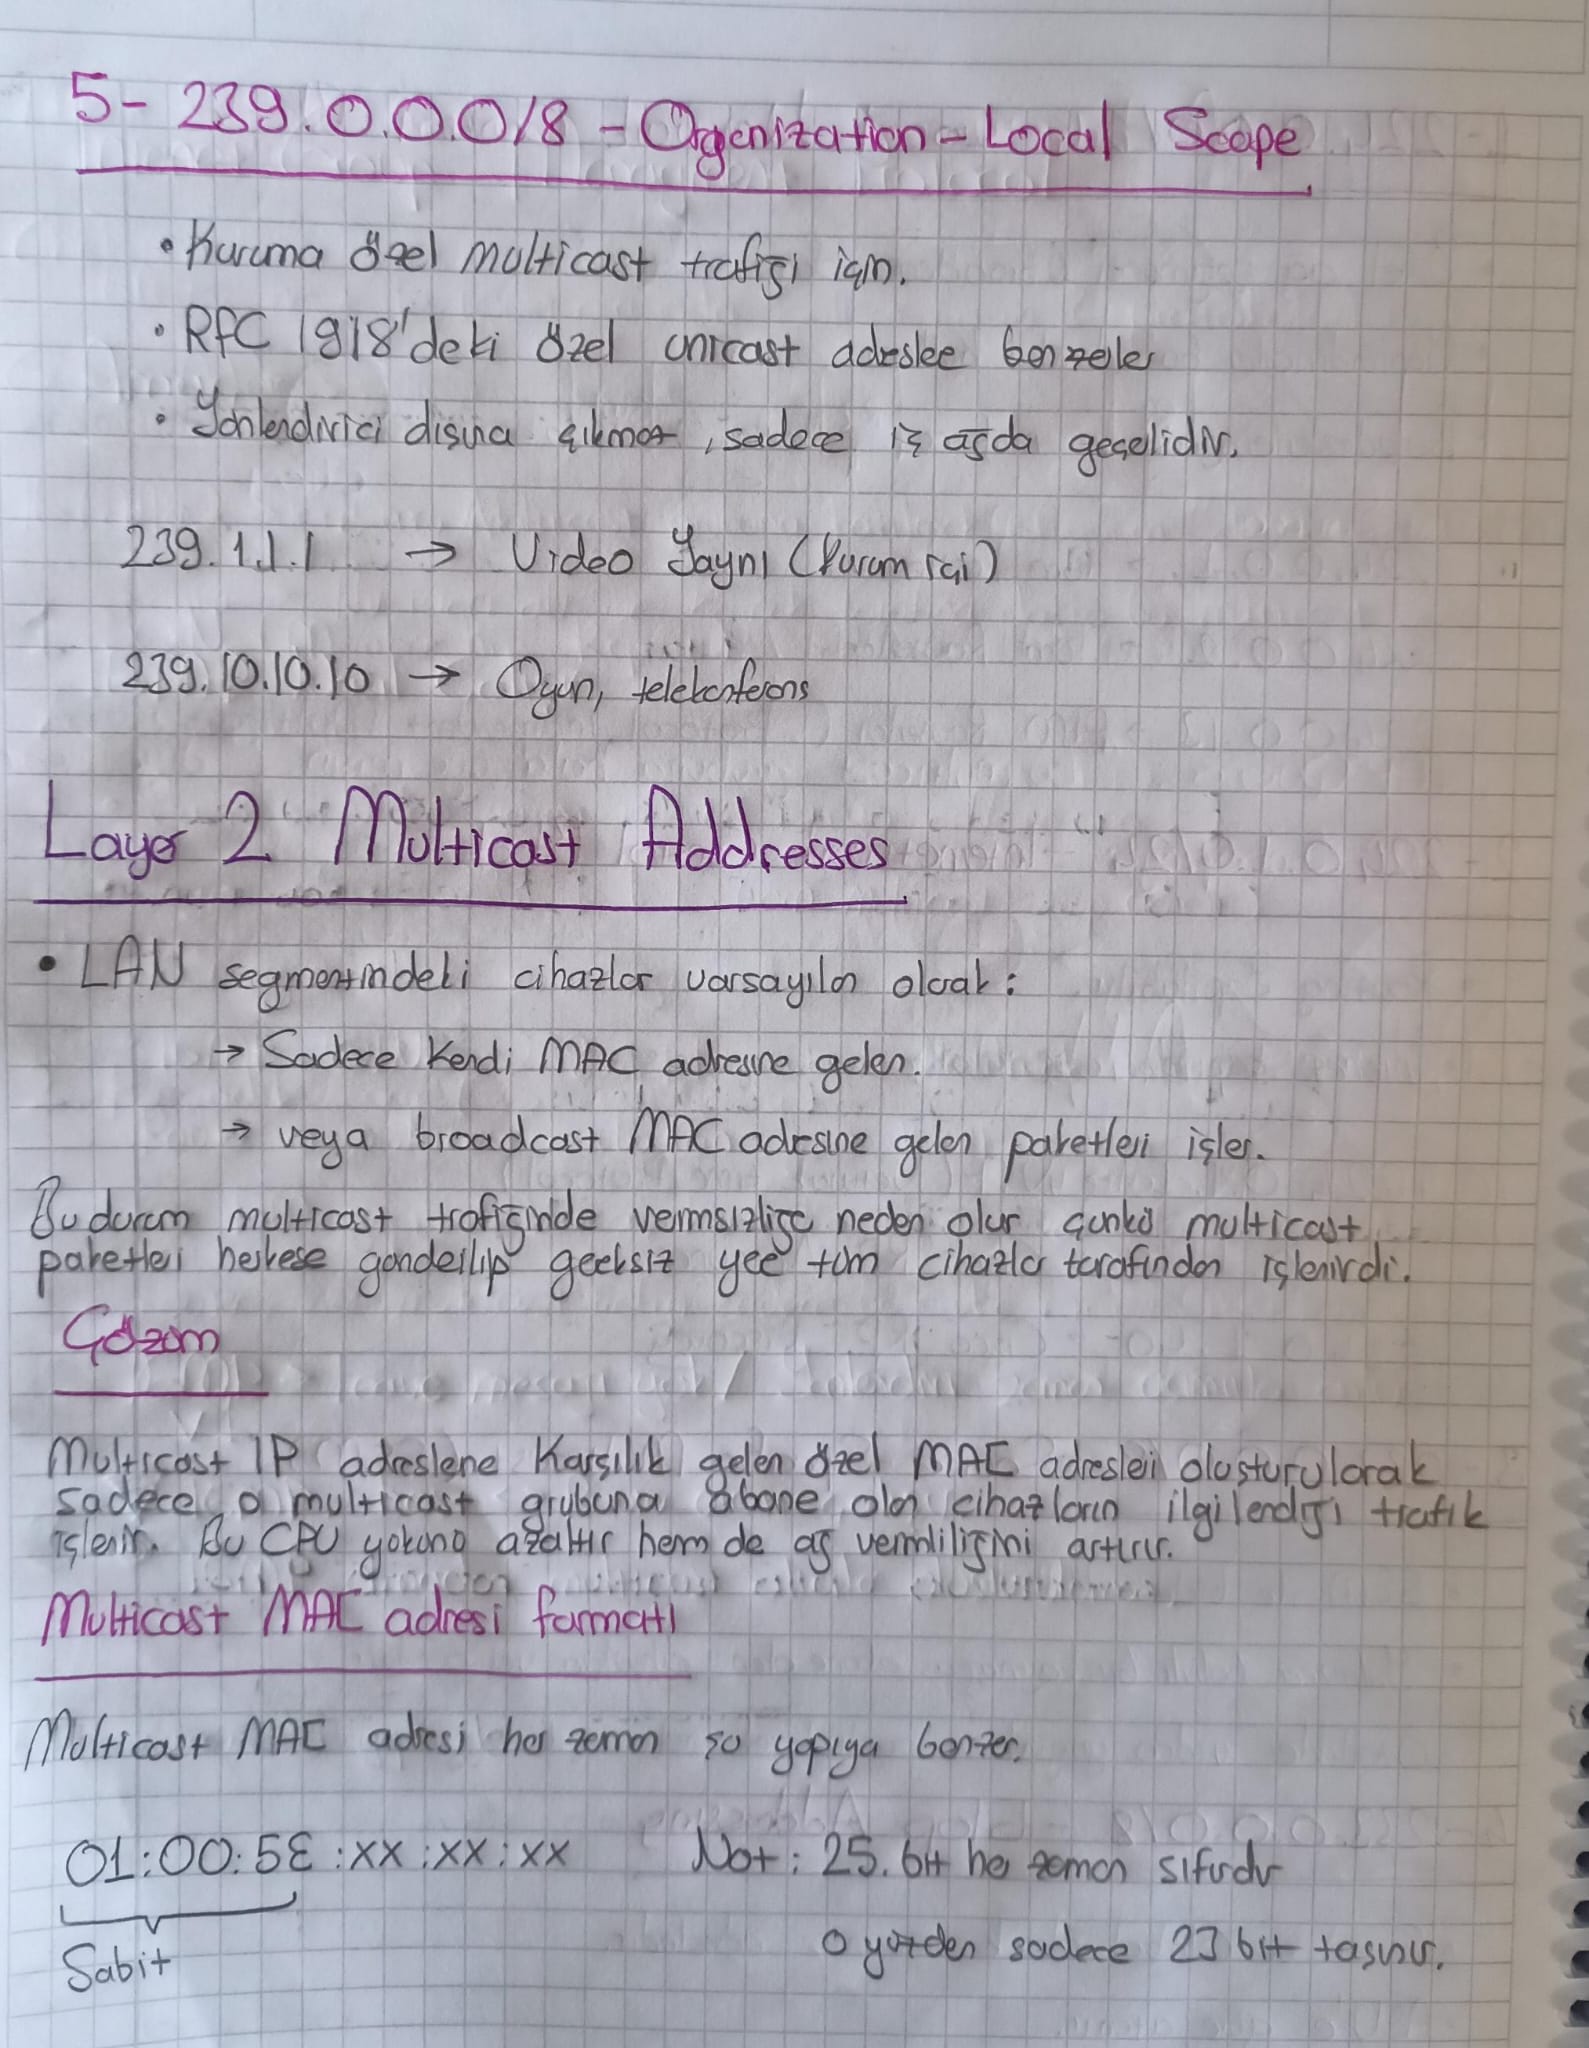 5- 239.0.0.0/8 - Organization - Local Scope
• Kuruma özel multicast trafiği için.
• RFC 1918'deki özel unicast adreslere benzerler
• Yönlendirici dışına çıkmaz, sadece iç ağda geçelidir.
239.1.1.1 → Video Yayını (Kurum içi)
239.10.10.10 → Oyun, telekonferans
Layer 2 Multicast Addresses
• LAN segmentindeki cihazlar varsayılan olarak:
→ Sadece kendi MAC adresine gelen.
→ veya broadcast MAC adresine gelen paketleri işler.
Bu durum multicast trafiğinde verimsizliğe neden olur çünkü multicast
paketleri herkese gönderilip gereksiz yere tüm cihazlar tarafından işlenirdi.
Çözüm
Multicast IP adreslerine karşılık gelen özel MAC adresleri oluşturularak
sadece o multicast grubuna abone olan cihazların ilgilendiği trafik
işlenir. Bu CPU yükünü azaltır hem de ağ verimliliğini artırır.
Multicast MAC adresi formatı
Multicast MAC adresi her zaman şu yapıya benzer.
01:00:5E:xx:xx:xx Not: 25. bit her zaman sıfırdır
Sabit o yüzden sadece 23 bit taşınır.